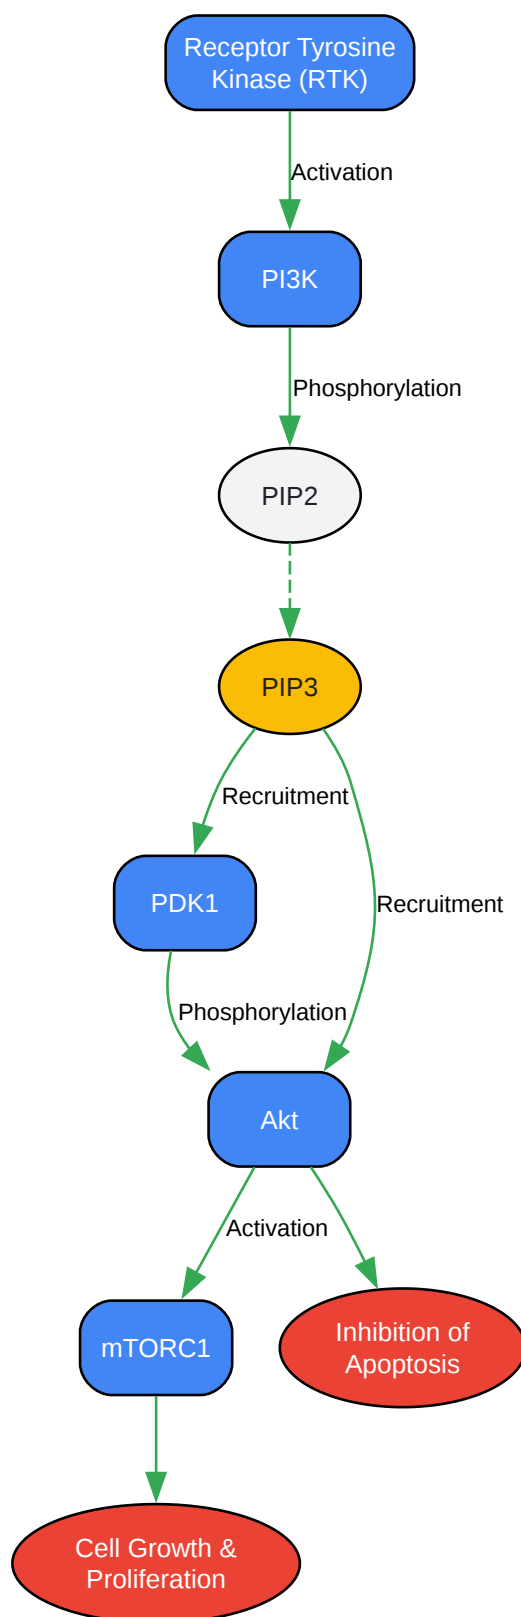 Receptor Tyrosine
Kinase (RTK)
Activation
PI3K
Phosphorylation
PIP2
PIP3
Recruitment
PDK1
Recruitment
Phosphorylation
Akt
Activation
mTORC1
Inhibition of
Apoptosis
Cell Growth &
Proliferation